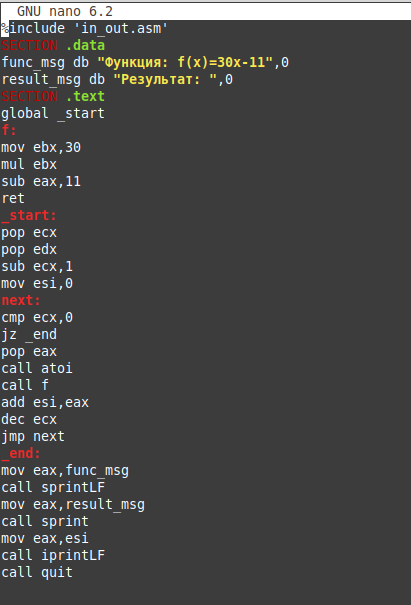 GNU nano 6.2
%include 'in_out.asm'
SECTION .data
func_msg db "Функция: f(x)=30x-11",0
result_msg db "Результат: ",0
SECTION .text
global _start
f:
mov ebx,30
mul ebx
sub eax,11
ret
_start:
pop ecx
pop edx
sub ecx,1
mov esi,0
next:
cmp ecx,0
jz _end
pop eax
call atoi
call f
add esi,eax
dec ecx
jmp next
_end:
mov eax,func_msg
call sprintLF
mov eax,result_msg
call sprint
mov eax,esi
call iprintLF
call quit